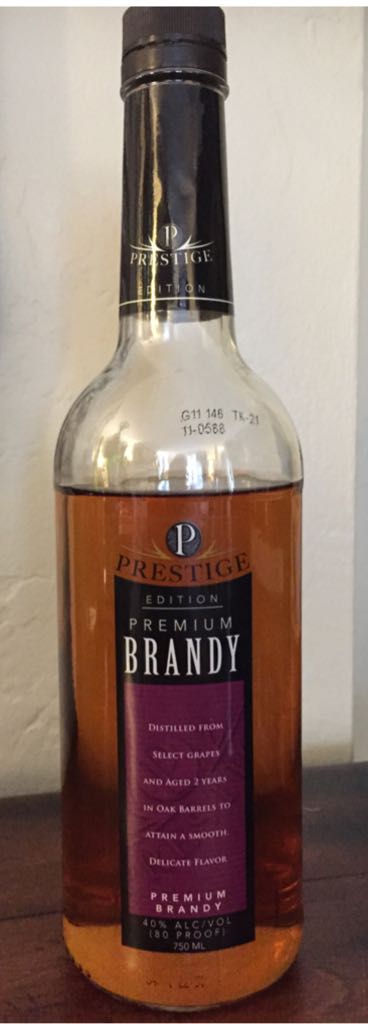 P
PRESTIGE
EDITION
G11 146 TK-21
11-0588
P
PRESTIGE
EDITION
PREMIUM
BRANDY
DISTILLED FROM
SELECT GRAPES
AND AGED 2 YEARS
IN OAK BARRELS TO
ATTAIN A SMOOTH,
DELICATE FLAVOR
PREMIUM
BRANDY
40% ALC/VOL
(80 PROOF)
750 ML